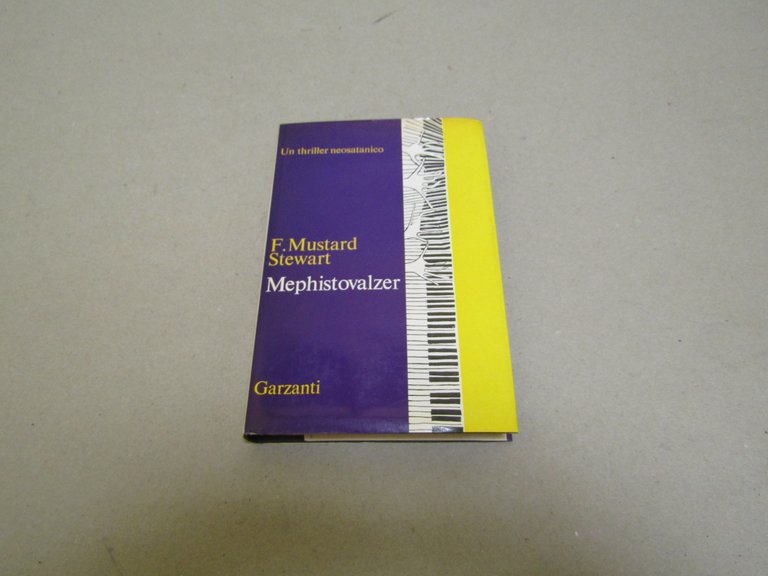 Un thriller neosatanico
F. Mustard
Stewart
Mephistovalzer
Garzanti